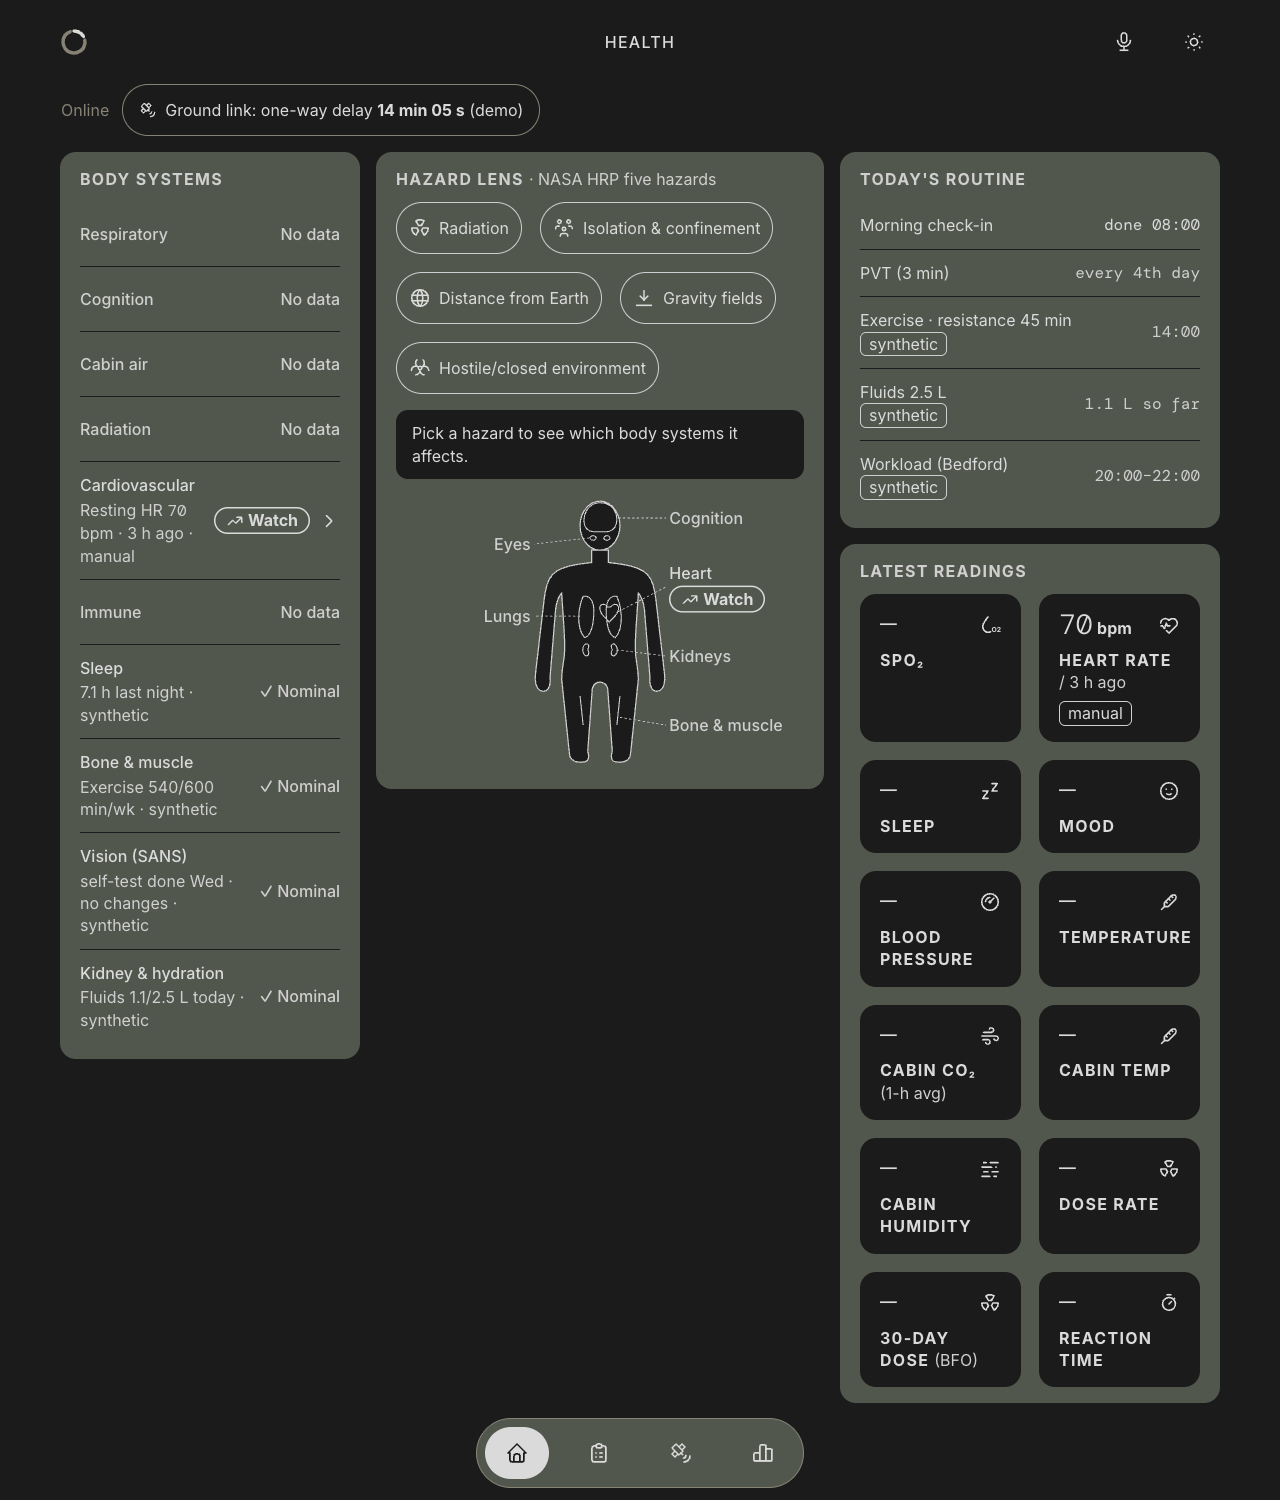 HEALTH
Online
Ground link: one-way delay 14 min 05 s (demo)
BODY SYSTEMS
Respiratory No data
Cognition No data
Cabin air No data
Radiation No data
Cardiovascular
Resting HR 70
bpm · 3 h ago ·
manual
Watch
Immune No data
Sleep
7.1 h last night ·
synthetic
Nominal
Bone & muscle
Exercise 540/600
min/wk · synthetic
Nominal
Vision (SANS)
self-test done Wed ·
no changes ·
synthetic
Nominal
Kidney & hydration
Fluids 1.1/2.5 L today ·
synthetic
Nominal
HAZARD LENS · NASA HRP five hazards
Radiation
Isolation & confinement
Distance from Earth
Gravity fields
Hostile/closed environment
Pick a hazard to see which body systems it
affects.
Cognition
Eyes
Heart
Watch
Lungs
Kidneys
Bone & muscle
TODAY'S ROUTINE
Morning check-in done 08:00
PVT (3 min) every 4th day
Exercise · resistance 45 min
synthetic
14:00
Fluids 2.5 L
synthetic
1.1 L so far
Workload (Bedford)
synthetic
20:00–22:00
LATEST READINGS
—
O2
SPO₂
70 bpm
HEART RATE
/ 3 h ago
manual
—
zZ
SLEEP
—
MOOD
—
BLOOD
PRESSURE
—
TEMPERATURE
—
CABIN CO₂
(1-h avg)
—
CABIN TEMP
—
CABIN
HUMIDITY
—
DOSE RATE
—
30-DAY
DOSE (BFO)
—
REACTION
TIME